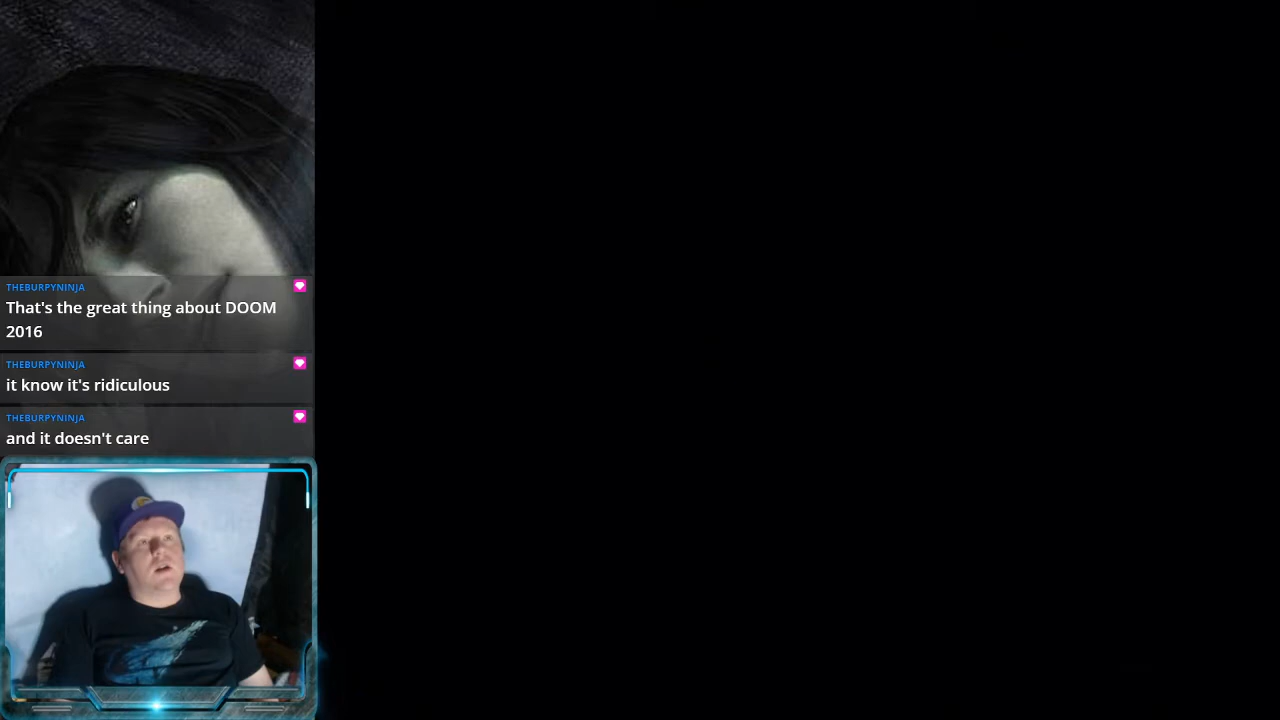 THEBURPYNINJA
That's the great thing about DOOM
2016
THEBURPYNINJA
it know it's ridiculous
THEBURPYNINJA
and it doesn't care